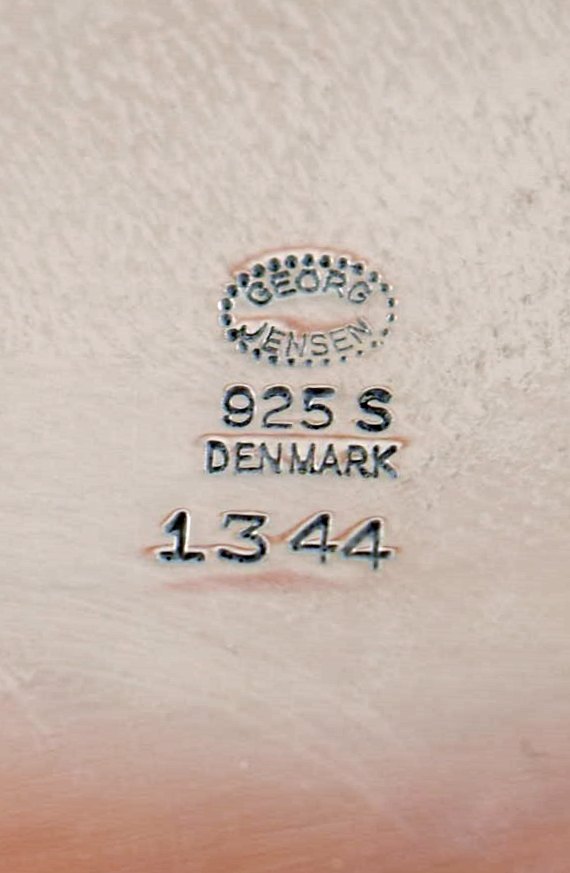 GEORG
JENSEN
925 S
DENMARK
1344